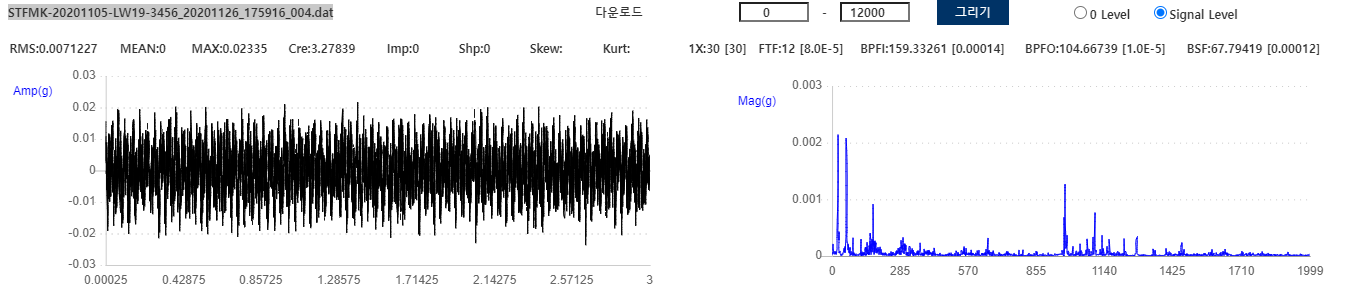 STFMK-20201105-LW19-3456_20201126_175916_004.dat 다운로드
0 - 12000 그리기 0 Level Signal Level
RMS:0.0071227 MEAN:0 MAX:0.02335 Cre:3.27839 Imp:0 Shp:0 Skew: Kurt:
1X:30 [30] FTF:12 [8.0E-5] BPFI:159.33261 [0.00014] BPFO:104.66739 [1.0E-5] BSF:67.79419 [0.00012]
Amp(g)
0.03
0.02
0.01
0
-0.01
-0.02
-0.03
0.00025 0.42875 0.85725 1.28575 1.71425 2.14275 2.57125 3
Mag(g)
0.003
0.002
0.001
0
0 285 570 855 1140 1425 1710 1999